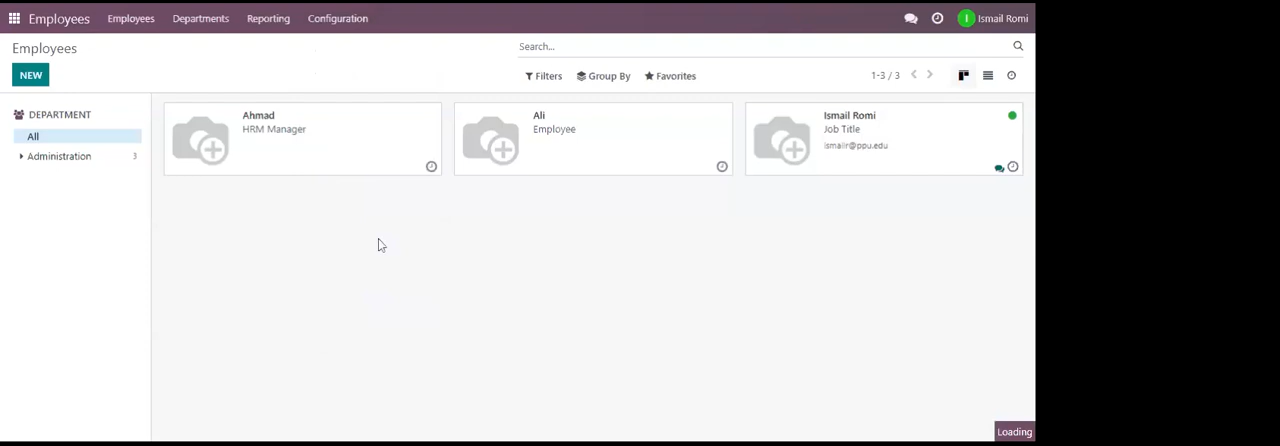 Employees Employees Departments Reporting Configuration I Ismail Romi
Employees Search...
NEW Filters Group By Favorites 1-3 / 3
DEPARTMENT
All
Administration 3
Ahmad
HRM Manager
Ali
Employee
Ismail Romi
Job Title
ismailr@ppu.edu
Loading